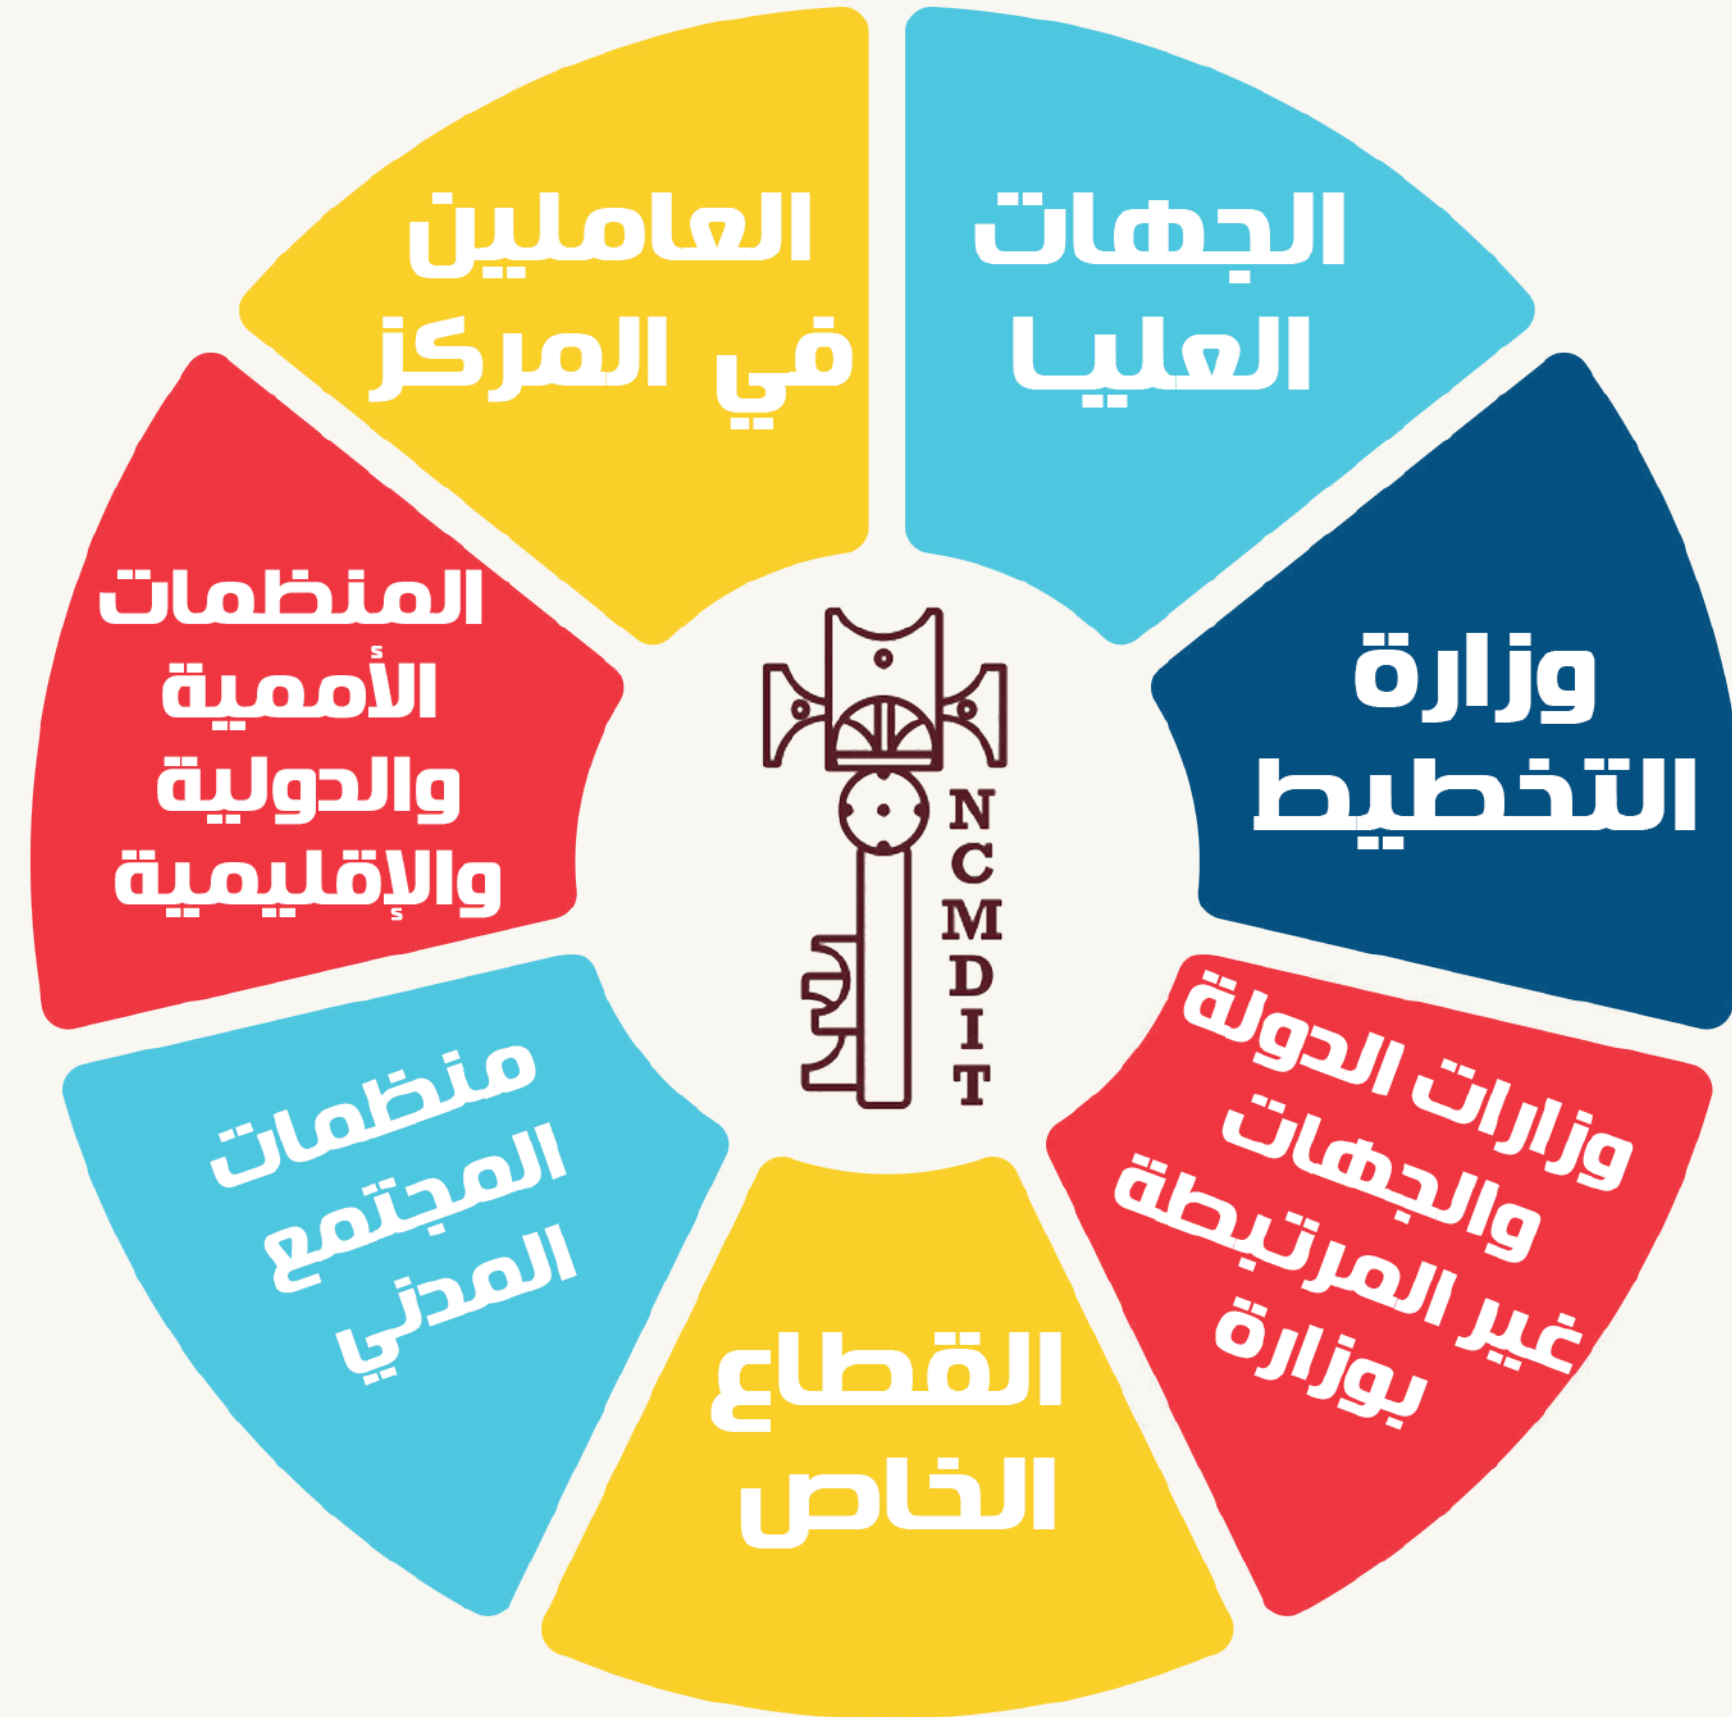 الجهات
العليا
وزارة
التخطيط
وزارات الدولة
والجهات
غير المرتبطة
بوزارة
القطاع
الخاص
منظمات
المجتمع
المدني
المنظمات
الأممية
والدولية
والإقليمية
العاملين
في المركز
N
C
M
D
I
T